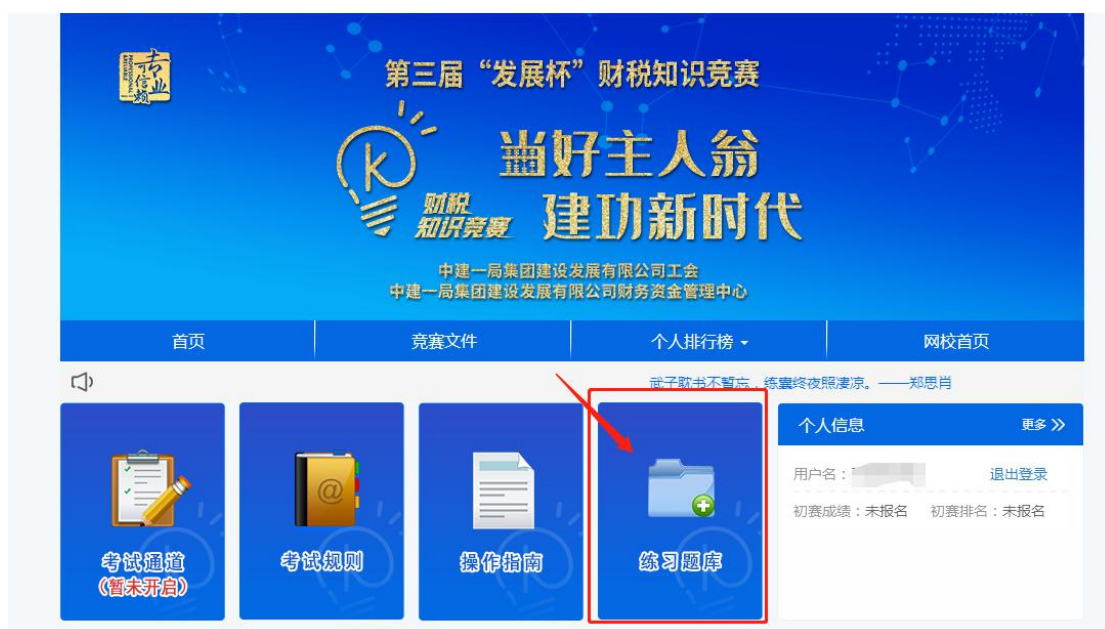 专业
信赖
第三届“发展杯”财税知识竞赛
当好主人翁
财税
知识竞赛
建功新时代
中建一局集团建设发展有限公司工会
中建一局集团建设发展有限公司财务资金管理中心
首页
竞赛文件
个人排行榜
网校首页
武子耽书不暂忘，练囊终夜照凄凉。——郑思肖
个人信息
更多
用户名：
退出登录
初赛成绩：未报名
初赛排名：未报名
@
考试通道
(暂未开启)
考试规则
操作指南
练习题库